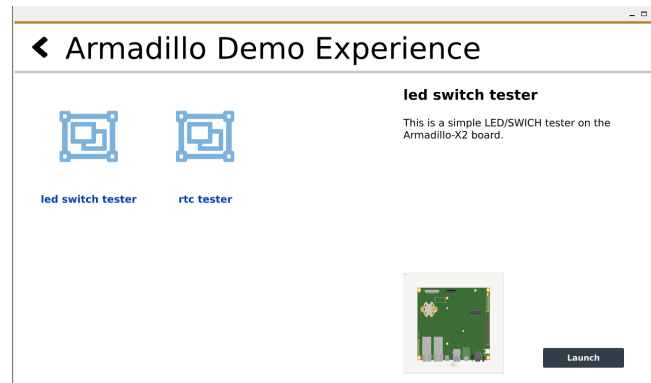 Armadillo Demo Experience
led switch tester
This is a simple LED/SWICH tester on the
Armadillo-X2 board.
led switch tester
rtc tester
Launch